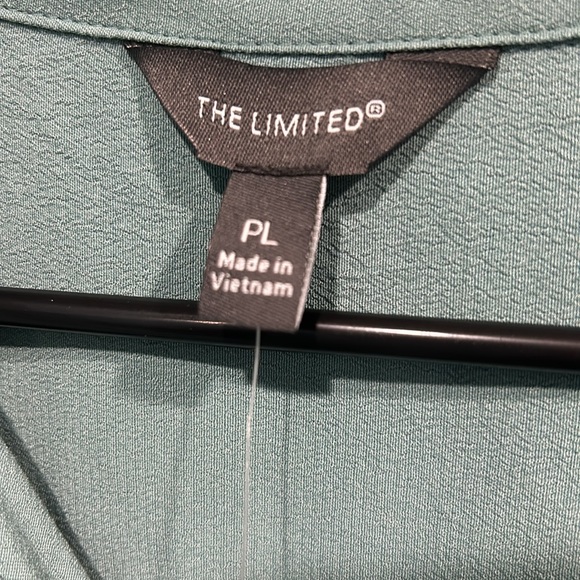 THE LIMITED®
PL
Made in
Vietnam